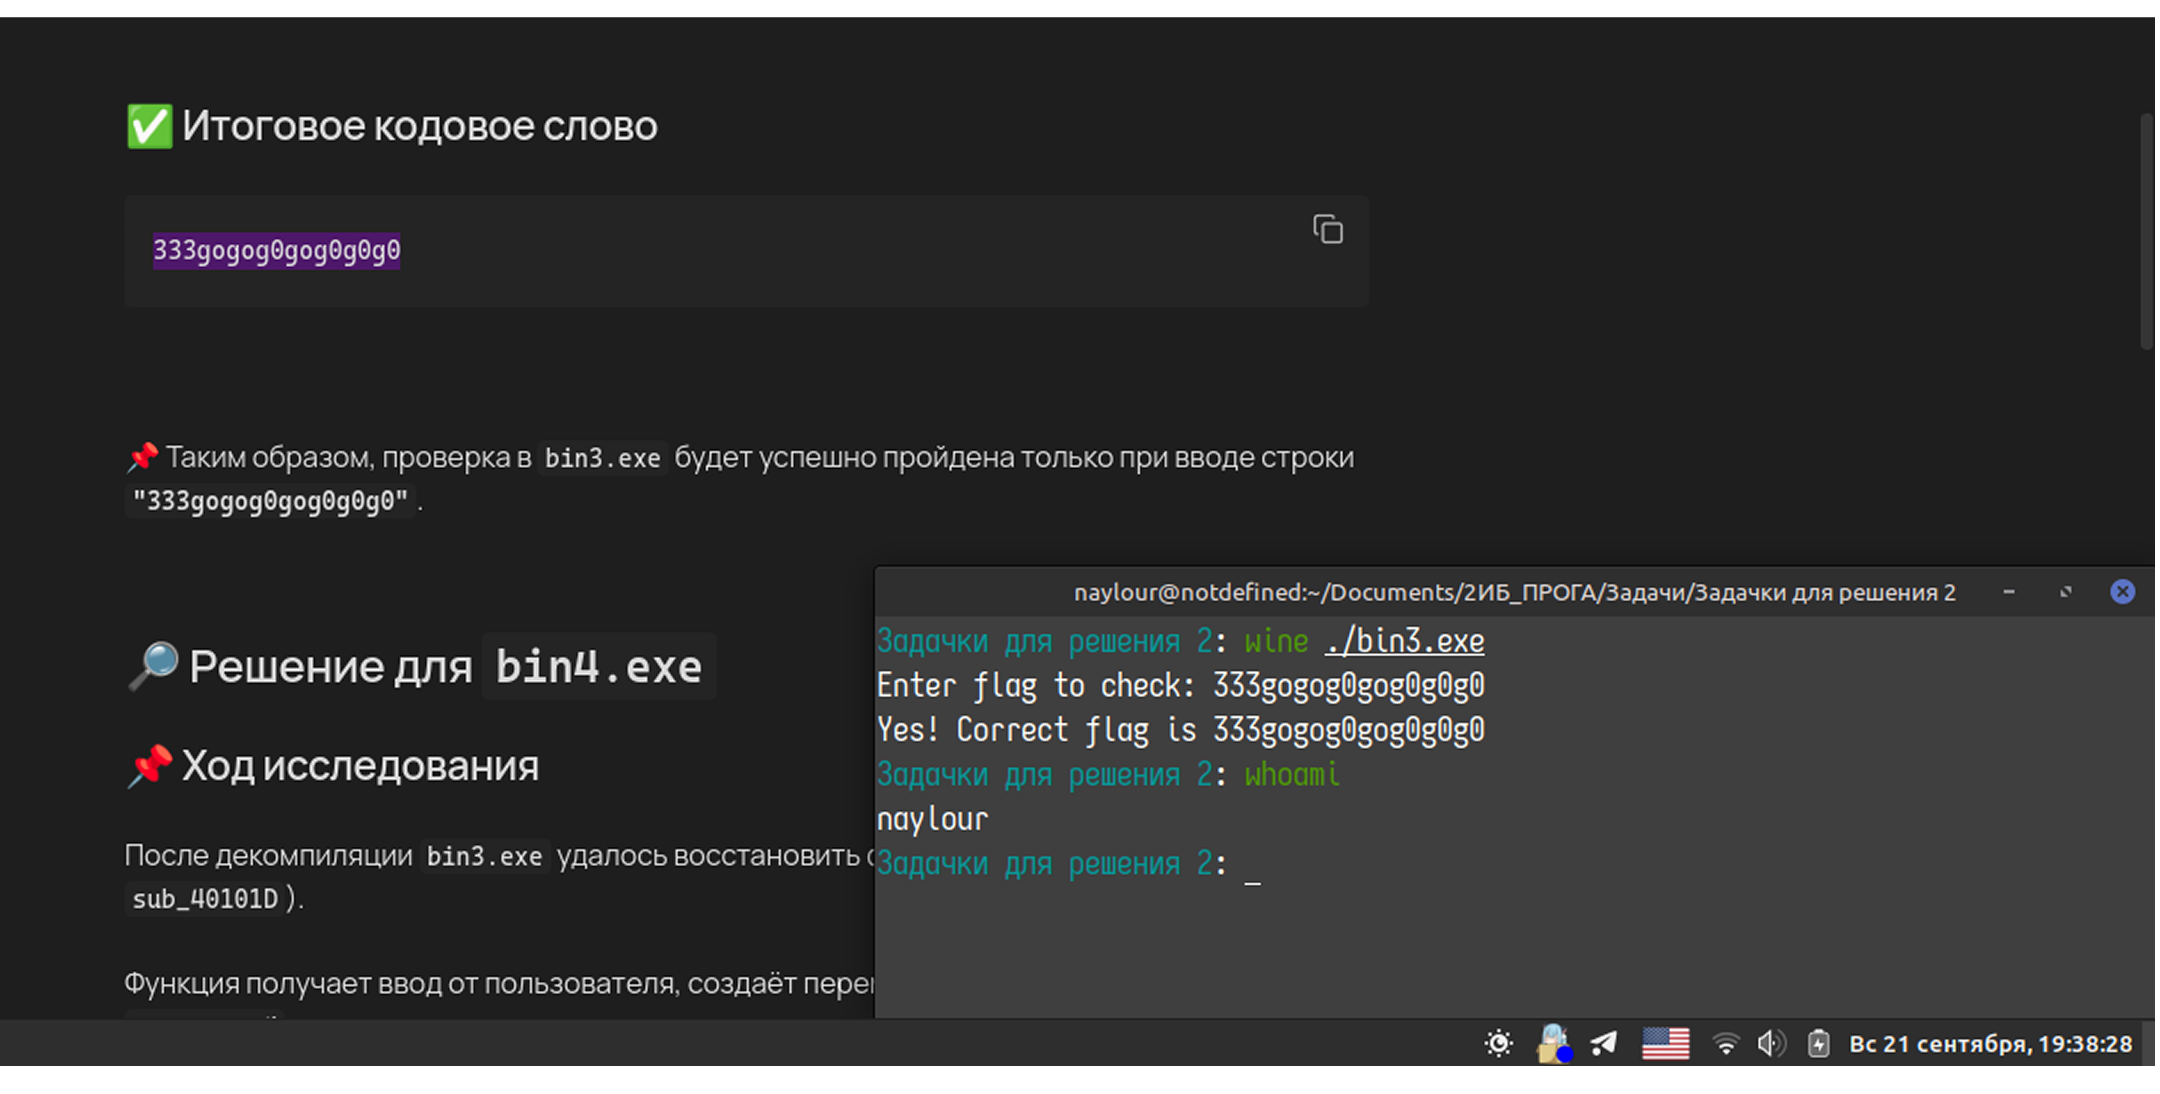 Итоговое кодовое слово
333gogog0gog0g0g0
Таким образом, проверка в bin3.exe будет успешно пройдена только при вводе строки
"333gogog0gog0g0g0".
Решение для bin4.exe
Ход исследования
После декомпиляции bin3.exe удалось восстановить
sub_40101D).
Функция получает ввод от пользователя, создаёт
naylour@notdefined:~/Documents/2ИБ_ПРОГА/Задачи/Задачки для решения 2
Задачки для решения 2: wine ./bin3.exe
Enter flag to check: 333gogog0gog0g0g0
Yes! Correct flag is 333gogog0gog0g0g0
Задачки для решения 2: whoami
naylour
Задачки для решения 2: _
Вс 21 сентября, 19:38:28